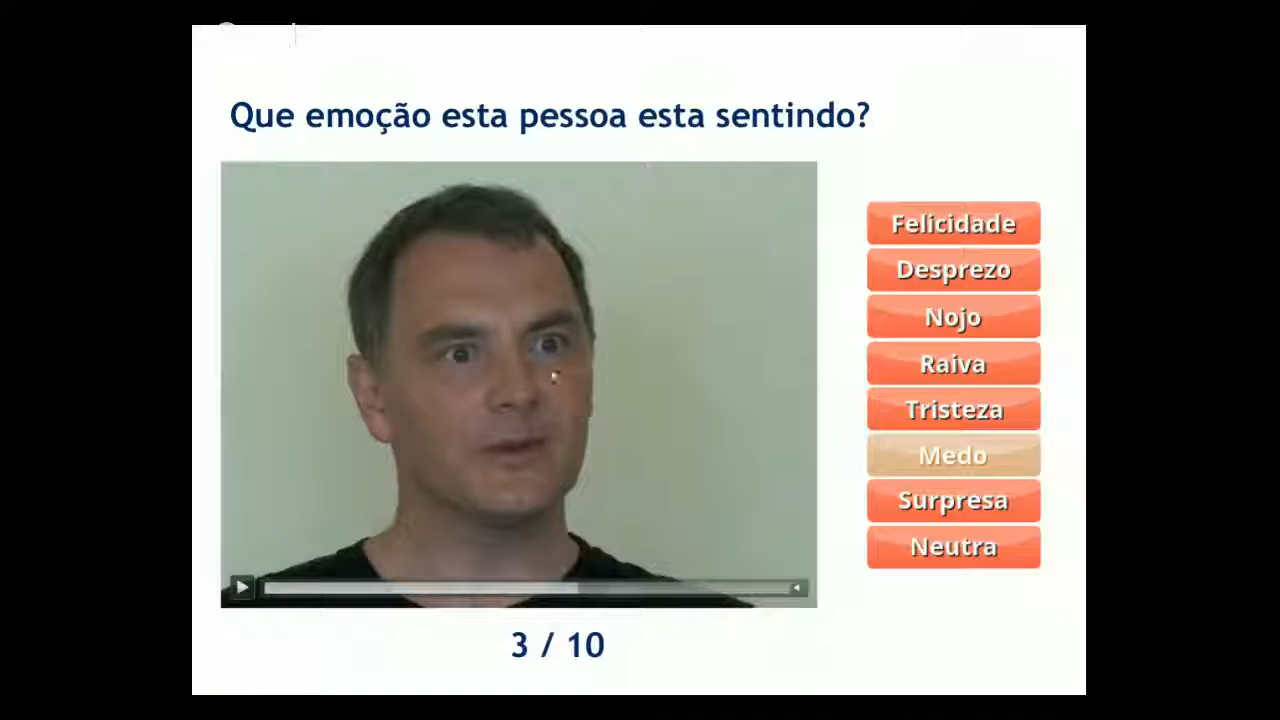 Que emoção esta pessoa esta sentindo?
Felicidade
Desprezo
Nojo
Raiva
Tristeza
Medo
Surpresa
Neutra
3 / 10